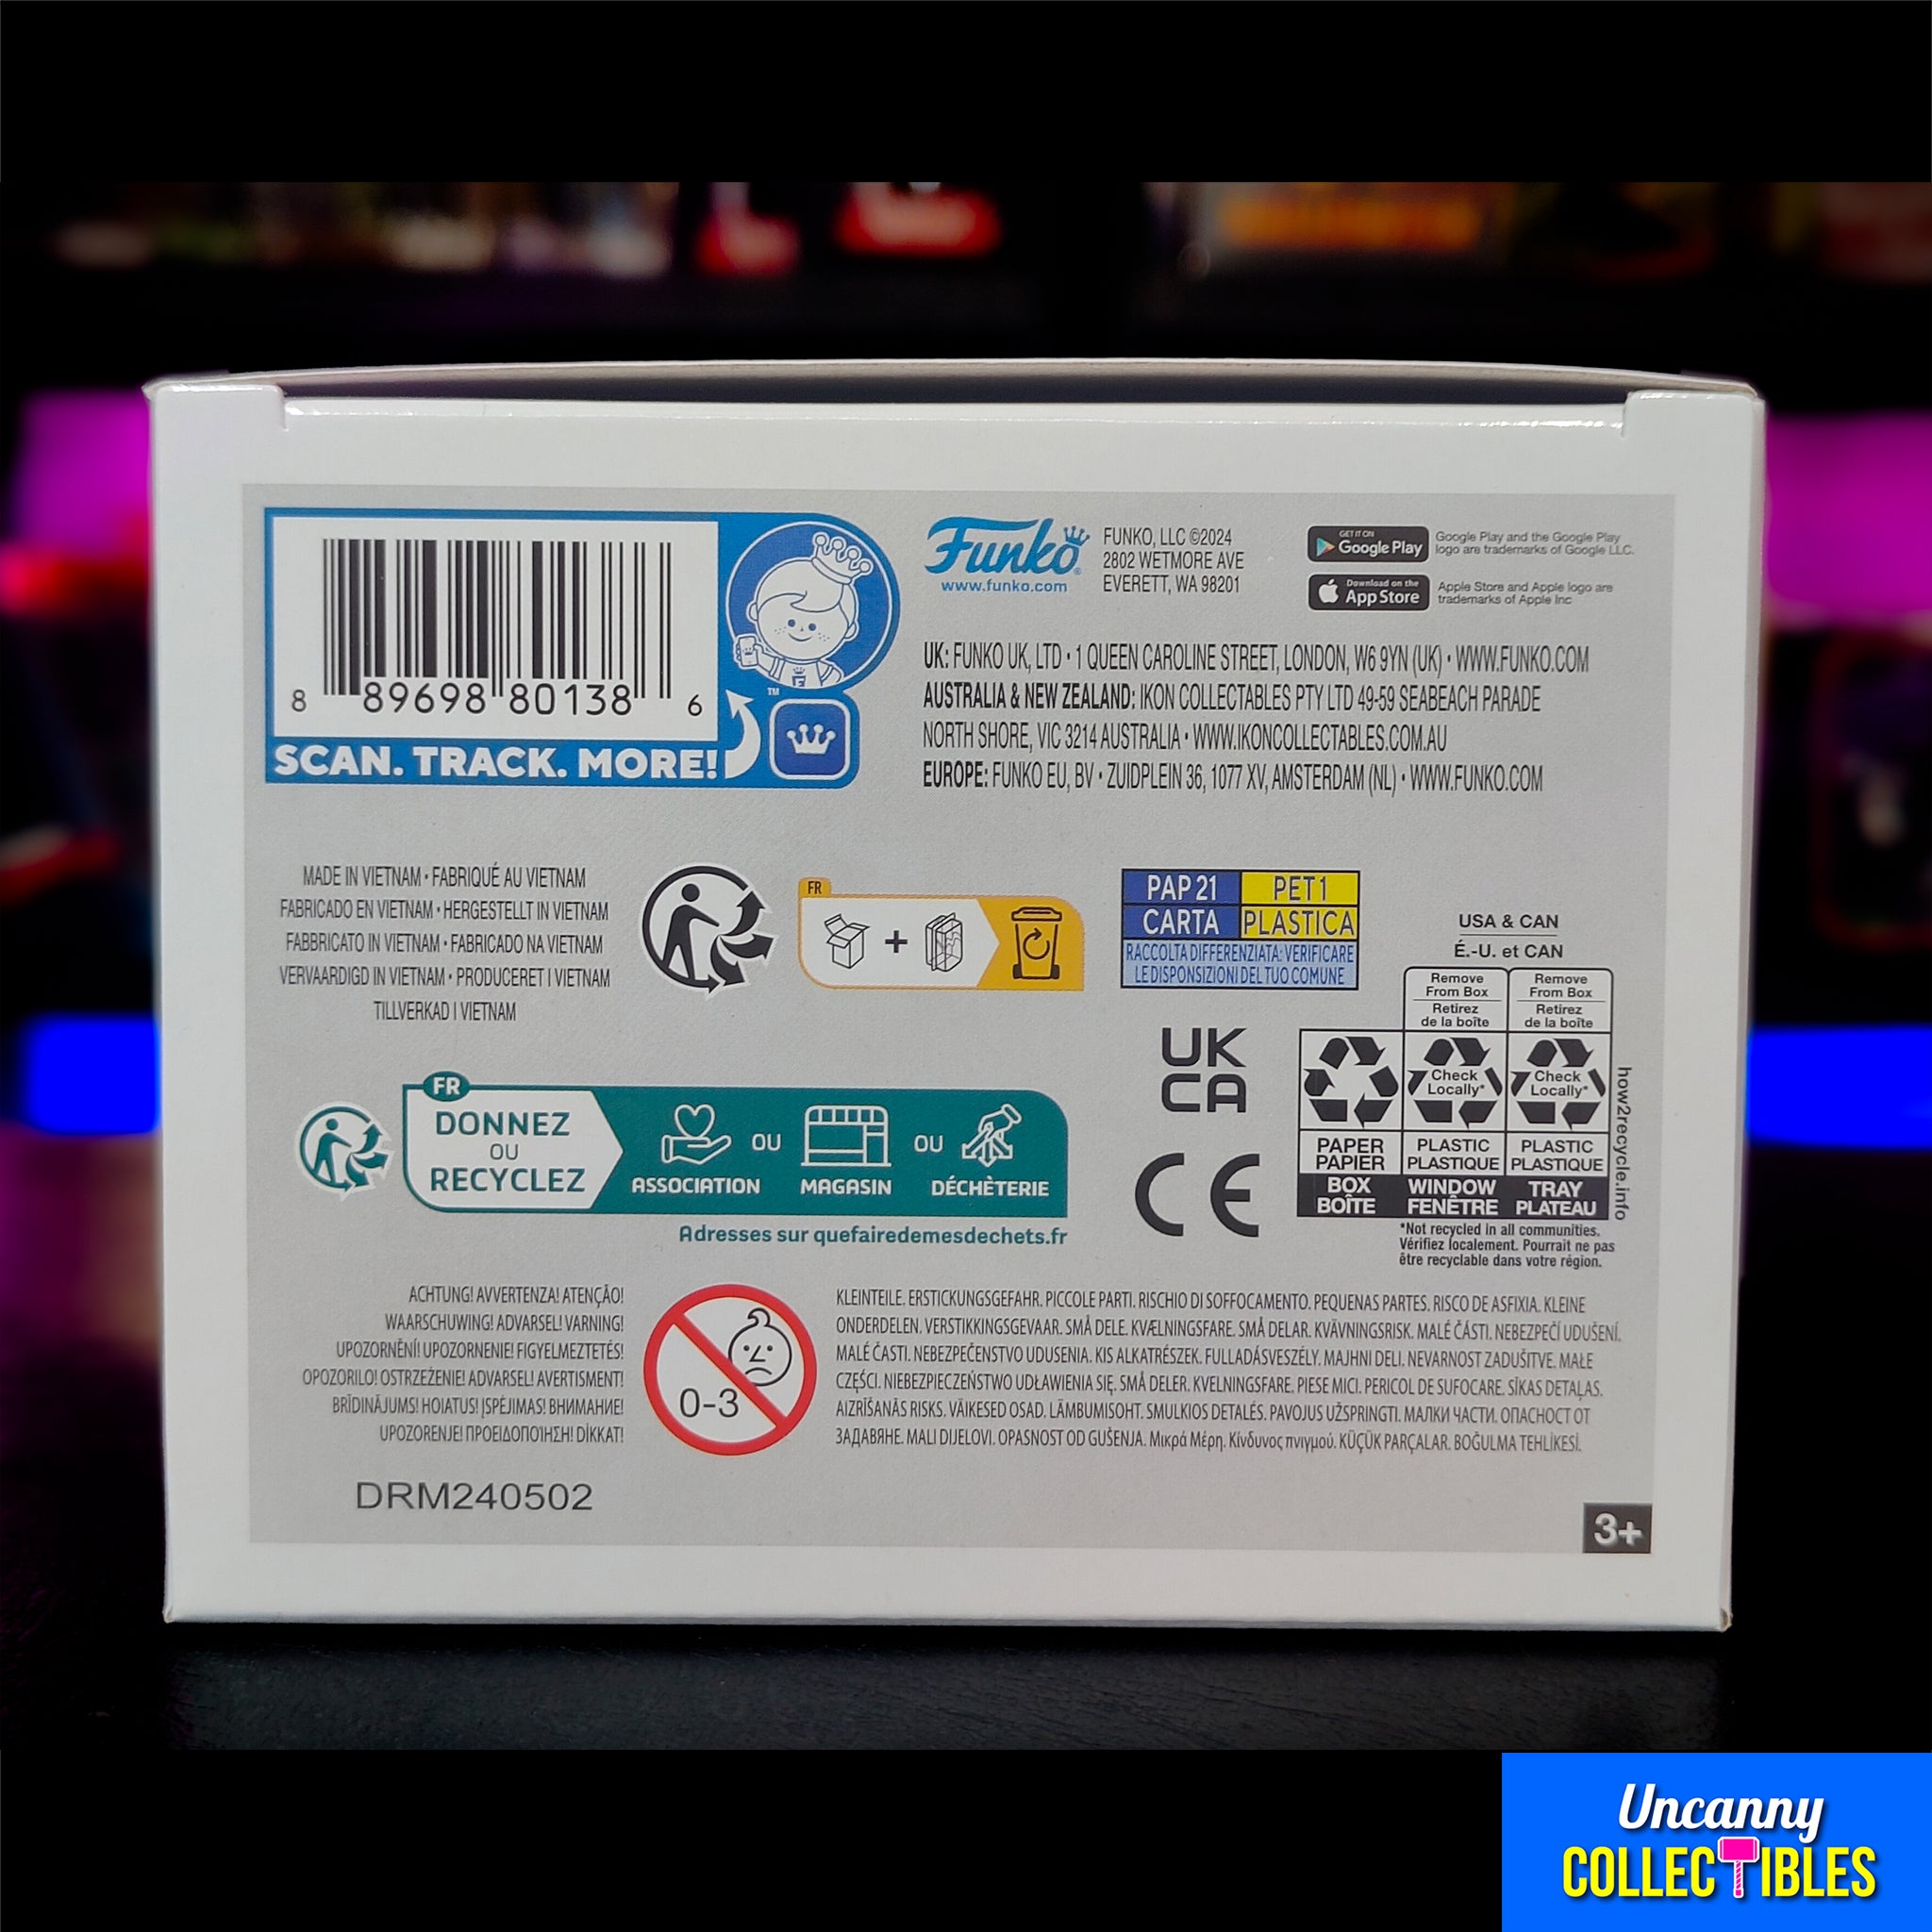 8 89698 80138 6
SCAN. TRACK. MORE!
TM
Funko
www.funko.com
FUNKO, LLC ©2024
2802 WETMORE AVE
EVERETT, WA 98201
GET IT ON
Google Play
Google Play and the Google Play
logo are trademarks of Google LLC.
Download on the
App Store
Apple Store and Apple logo are
trademarks of Apple Inc
UK: FUNKO UK, LTD • 1 QUEEN CAROLINE STREET, LONDON, W6 9YN (UK) • WWW.FUNKO.COM
AUSTRALIA & NEW ZEALAND: IKON COLLECTABLES PTY LTD 49-59 SEABEACH PARADE
NORTH SHORE, VIC 3214 AUSTRALIA • WWW.IKONCOLLECTABLES.COM.AU
EUROPE: FUNKO EU, BV • ZUIDPLEIN 36, 1077 XV, AMSTERDAM (NL) • WWW.FUNKO.COM
MADE IN VIETNAM • FABRIQUÉ AU VIETNAM
FABRICADO EN VIETNAM • HERGESTELLT IN VIETNAM
FABBRICATO IN VIETNAM • FABRICADO NA VIETNAM
VERVAARDIGD IN VIETNAM • PRODUCERET I VIETNAM
TILLVERKAD I VIETNAM
FR
+
PAP 21 PET 1
CARTA PLASTICA
RACCOLTA DIFFERENZIATA: VERIFICARE
LE DISPONSIZIONI DEL TUO COMUNE
USA & CAN
É.-U. et CAN
Remove
From Box
Retirez
de la boîte
Remove
From Box
Retirez
de la boîte
Check
Locally*
Check
Locally*
PAPER
PAPIER
PLASTIC
PLASTIQUE
PLASTIC
PLASTIQUE
BOX
BOÎTE
WINDOW
FENÊTRE
TRAY
PLATEAU
how2recycle.info
*Not recycled in all communities.
Vérifiez localement. Pourrait ne pas
être recyclable dans votre région.
UK
CA
CE
FR
DONNEZ
OU
RECYCLEZ
ASSOCIATION
OU
MAGASIN
OU
DÉCHÈTERIE
Adresses sur quefairedemesdechets.fr
ACHTUNG! AVVERTENZA! ATENÇÃO!
WAARSCHUWING! ADVARSEL! VARNING!
UPOZORNĚNÍ! UPOZORNENIE! FIGYELMEZTETÉS!
OPOZORILO! OSTRZEŻENIE! ADVARSEL! AVERTISMENT!
BRĪDINĀJUMS! HOIATUS! ĮSPĖJIMAS! ВНИМАНИЕ!
UPOZORENJE! ΠΡΟΕΙΔΟΠΟΊΗΣΗ! DİKKAT!
0-3
KLEINTEILE. ERSTICKUNGSGEFAHR. PICCOLE PARTI. RISCHIO DI SOFFOCAMENTO. PEQUENAS PARTES. RISCO DE ASFIXIA. KLEINE
ONDERDELEN. VERSTIKKINGSGEVAAR. SMÅ DELE. KVÆLNINGSFARE. SMÅ DELAR. KVÄVNINGSRISK. MALÉ ČÁSTI. NEBEZPEČÍ UDUŠENÍ.
MALÉ ČASTI. NEBEZPEČENSTVO UDUSENIA. KIS ALKATRÉSZEK. FULLADÁSVESZÉLY. MAJHNI DELI. NEVARNOST ZADUŠITVE. MAŁE
CZĘŚCI. NIEBEZPIECZEŃSTWO UDŁAWIENIA SIĘ. SMÅ DELER. KVELNINGSFARE. PIESE MICI. PERICOL DE SUFOCARE. SĪKAS DETAĻAS.
AIZRĪŠANĀS RISKS. VÄIKESED OSAD. LÄMBUMISOHT. SMULKIOS DETALĖS. PAVOJUS UŽSPRINGTI. МАЛКИ ЧАСТИ. ОПАСНОСТ ОТ
ЗАДАВЯНЕ. MALI DIJELOVI. OPASNOST OD GUŠENJA. Μικρά Μέρη. Κίνδυνος πνιγμού. KÜÇÜK PARÇALAR. BOĞULMA TEHLİKESİ.
DRM240502
3+
Uncanny
COLLECTIBLES